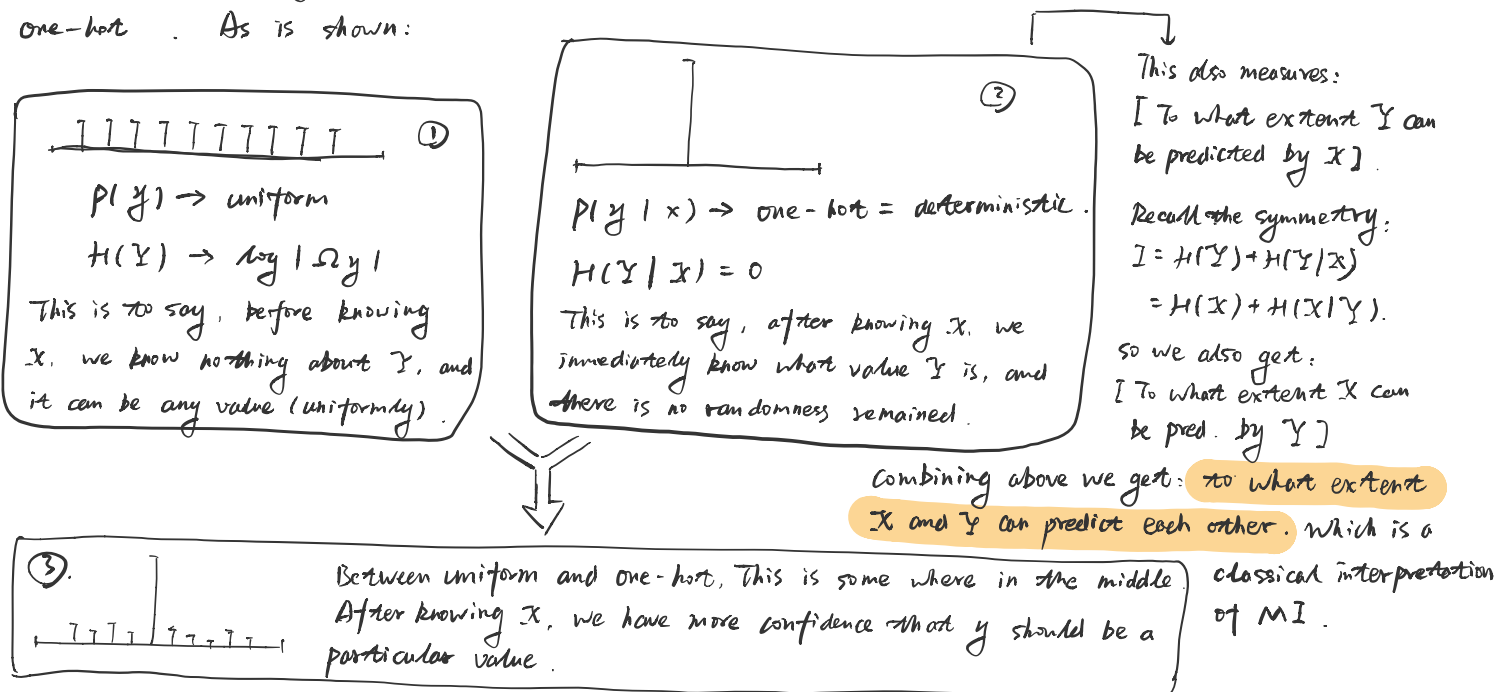 one-hot . As is shown:
①
P(y) → uniform
H(Y) → log |Ωy|
This is to say, berfore knowing
X, we know nothing about Y, and
it can be any value (uniformly).
②
P(y | x) → one-hot = deterministic.
H(Y | X) = 0
This is to say, after knowing X, we
immediately know what value Y is, and
there is no randomness remained.
This also measures:
[ To what extent Y can
be predicted by X ].
Recall the symmetry:
I = H(Y) + H(Y|X)
= H(X) + H(X|Y).
so we also get:
[ To what extent X can
be pred. by Y ]
Combining above we get: to what extent
X and Y can predict each other. Which is a
classical interpretation
of MI.
③.
Between uniform and one-hot, This is some where in the middle
After knowing X, we have more confidence that y should be a
particular value.